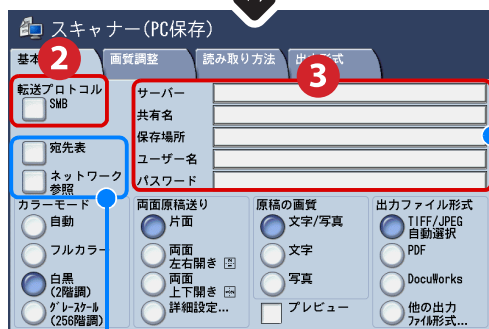 スキャナー(PC保存)
基本
画質調整
読み取り方法
出力形式
2
3
転送プロトコル
SMB
サーバー
共有名
保存場所
ユーザー名
パスワード
宛先表
ネットワーク
参照
カラーモード
自動
フルカラー
白黒
(2階調)
グレースケール
(256階調)
両面原稿送り
片面
両面
左右開き
両面
上下開き
詳細設定...
原稿の画質
文字/写真
文字
写真
プレビュー
出力ファイル形式
TIFF/JPEG
自動選択
PDF
DocuWorks
他の出力
ファイル形式...